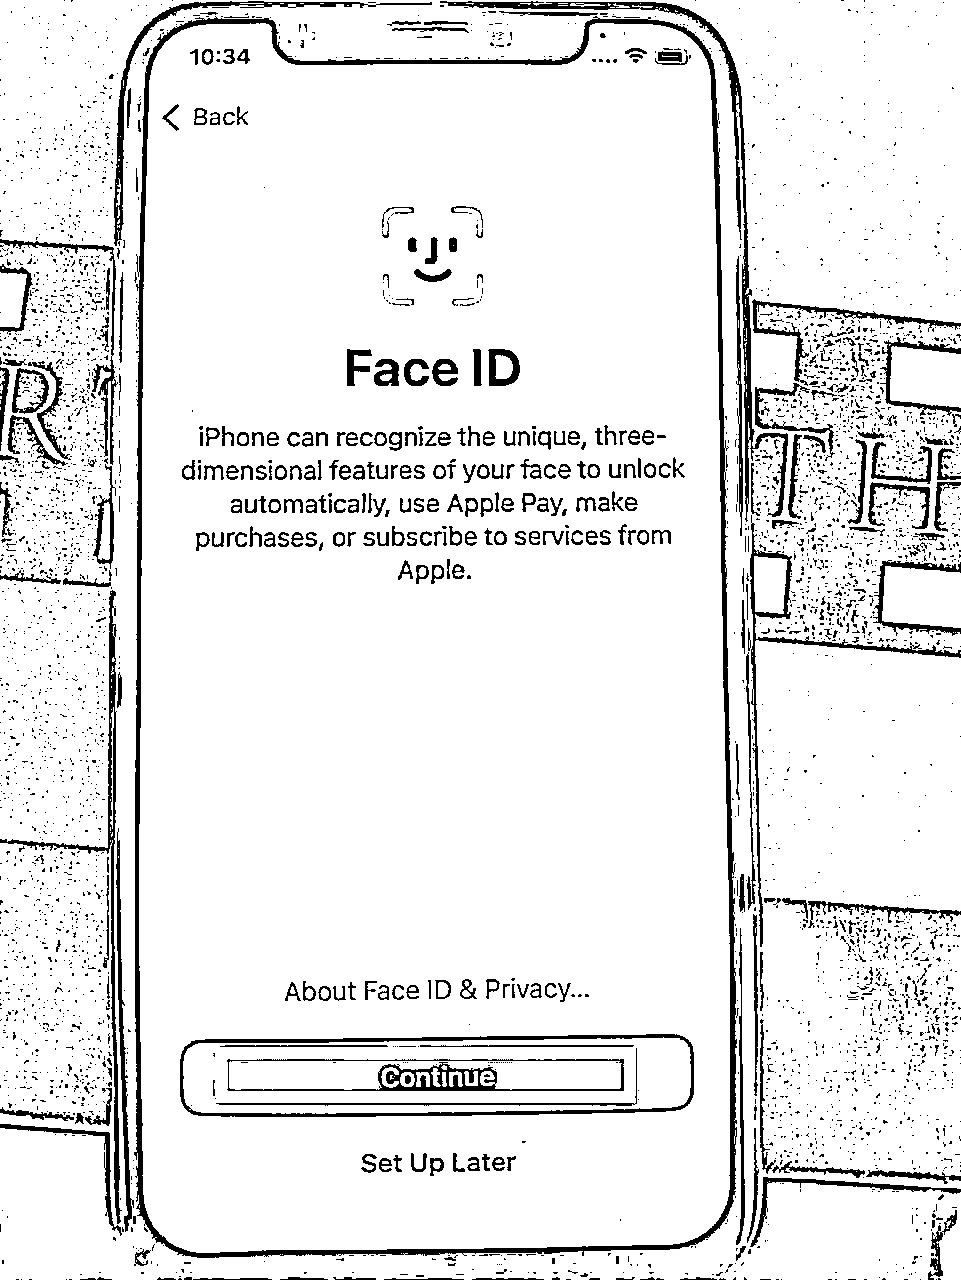 10:34
Back
Face ID
iPhone can recognize the unique, three-
dimensional features of your face to unlock
automatically, use Apple Pay, make
purchases, or subscribe to services from
Apple.
R
TH
About Face ID & Privacy...
Continue
Set Up Later